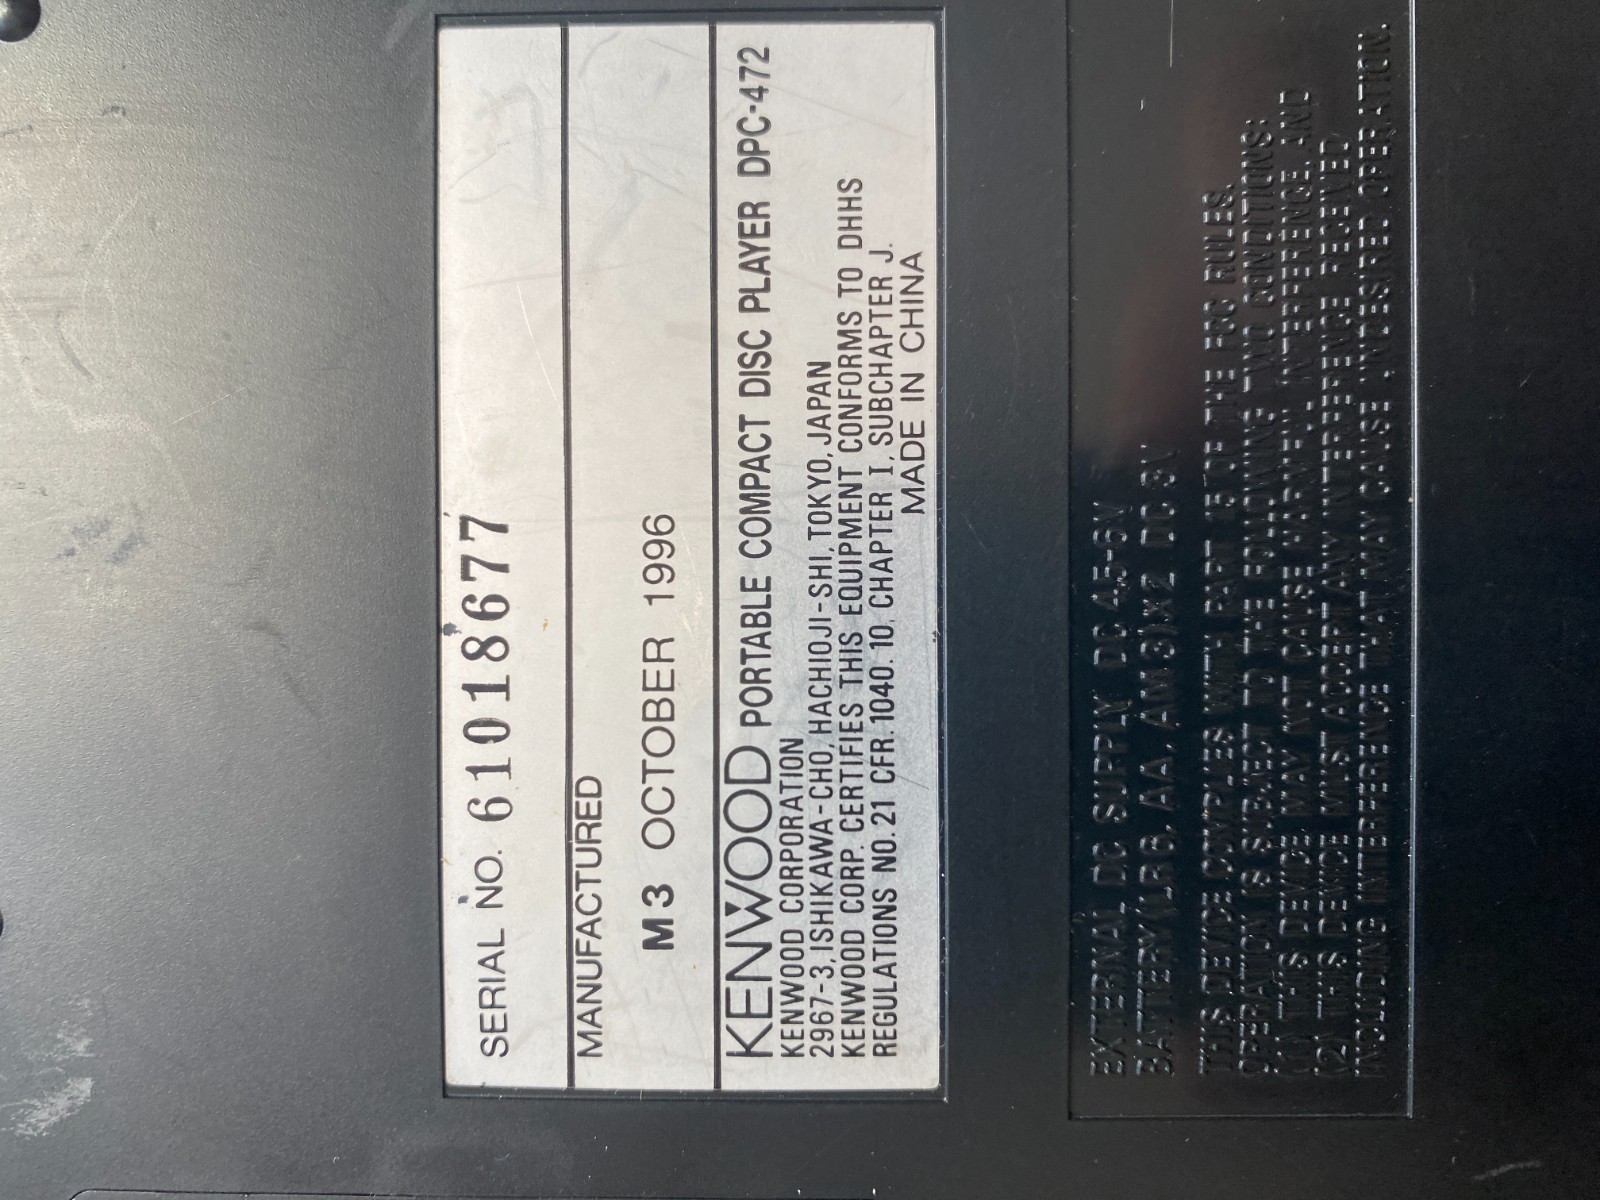 SERIAL NO. 61018677
MANUFACTURED
M3 OCTOBER 1996
KENWOOD PORTABLE COMPACT DISC PLAYER DPC-472
KENWOOD CORPORATION
2967-3, ISHIKAWA-CHO, HACHIOJI-SHI, TOKYO, JAPAN
KENWOOD CORP. CERTIFIES THIS EQUIPMENT CONFORMS TO DHHS
REGULATIONS NO. 21 CFR. 1040. 10, CHAPTER I, SUBCHAPTER J.
MADE IN CHINA
EXTERNAL DC SUPPLY DC 4.5-6V
BATTERY(LR6, AA, AM3)X2 DC 3V
THIS DEVICE COMPLIES WITH PART 15 OF THE FCC RULES.
OPERATION IS SUBJECT TO THE FOLLOWING TWO CONDITIONS:
(1) THIS DEVICE MAY NOT CAUSE HARMFUL INTERFERENCE, AND
(2) THIS DEVICE MUST ACCEPT ANY INTERFERENCE RECEIVED
INCLUDING INTERFERENCE THAT MAY CAUSE UNDESIRED OPERATION.